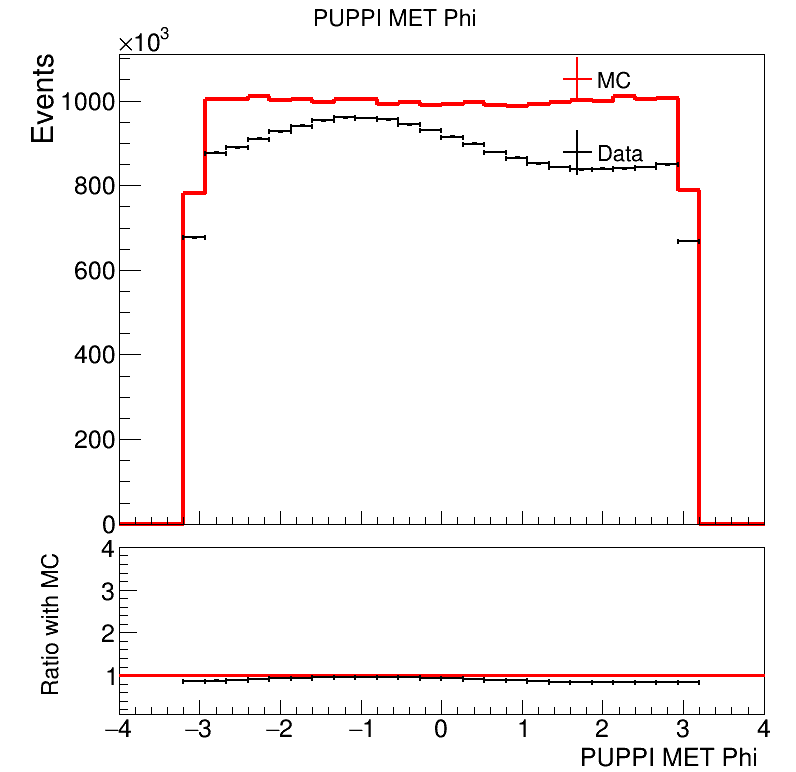 PUPPI MET Phi
×10³
Events
1000
800
600
400
200
0
MC
Data
Ratio with MC
4
3
2
1
−4 −3 −2 −1 0 1 2 3 4
PUPPI MET Phi